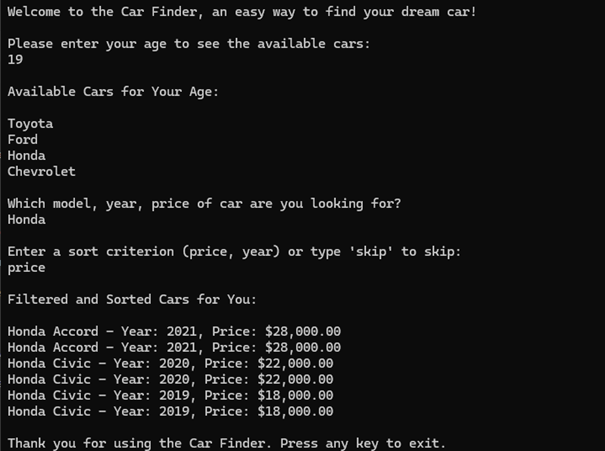 Welcome to the Car Finder, an easy way to find your dream car!
Please enter your age to see the available cars:
19
Available Cars for Your Age:
Toyota
Ford
Honda
Chevrolet
Which model, year, price of car are you looking for?
Honda
Enter a sort criterion (price, year) or type 'skip' to skip:
price
Filtered and Sorted Cars for You:
Honda Accord - Year: 2021, Price: $28,000.00
Honda Accord - Year: 2021, Price: $28,000.00
Honda Civic - Year: 2020, Price: $22,000.00
Honda Civic - Year: 2020, Price: $22,000.00
Honda Civic - Year: 2019, Price: $18,000.00
Honda Civic - Year: 2019, Price: $18,000.00
Thank you for using the Car Finder. Press any key to exit.